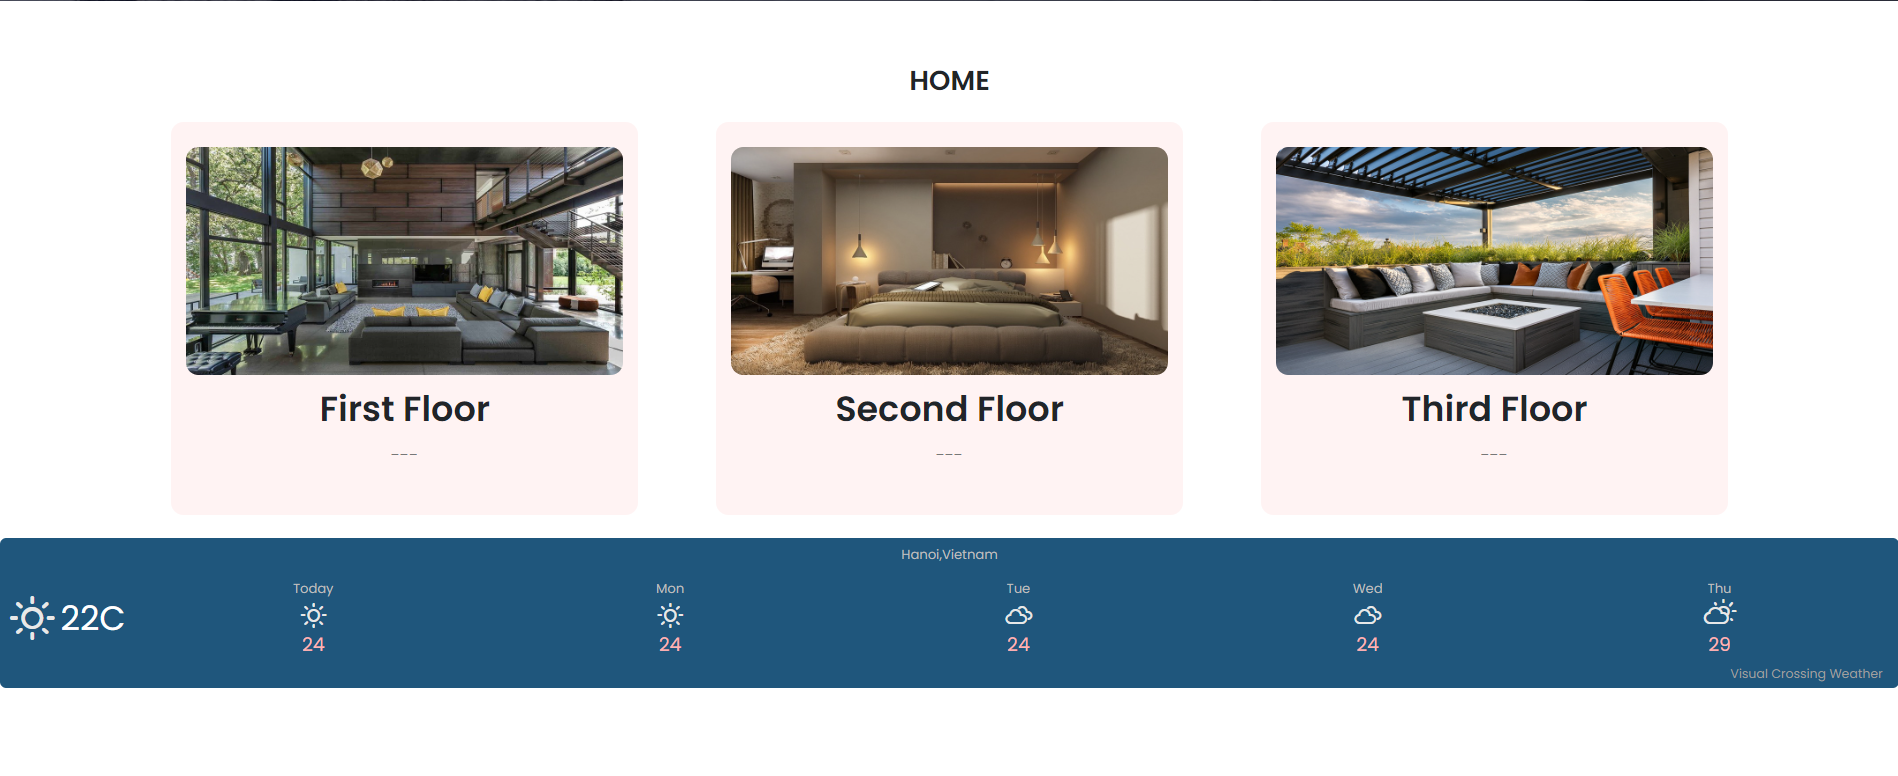 HOME
First Floor
Second Floor
Third Floor
---
---
---
Hanoi,Vietnam
22C
Today
Mon
Tue
Wed
Thu
24
24
24
24
29
Visual Crossing Weather